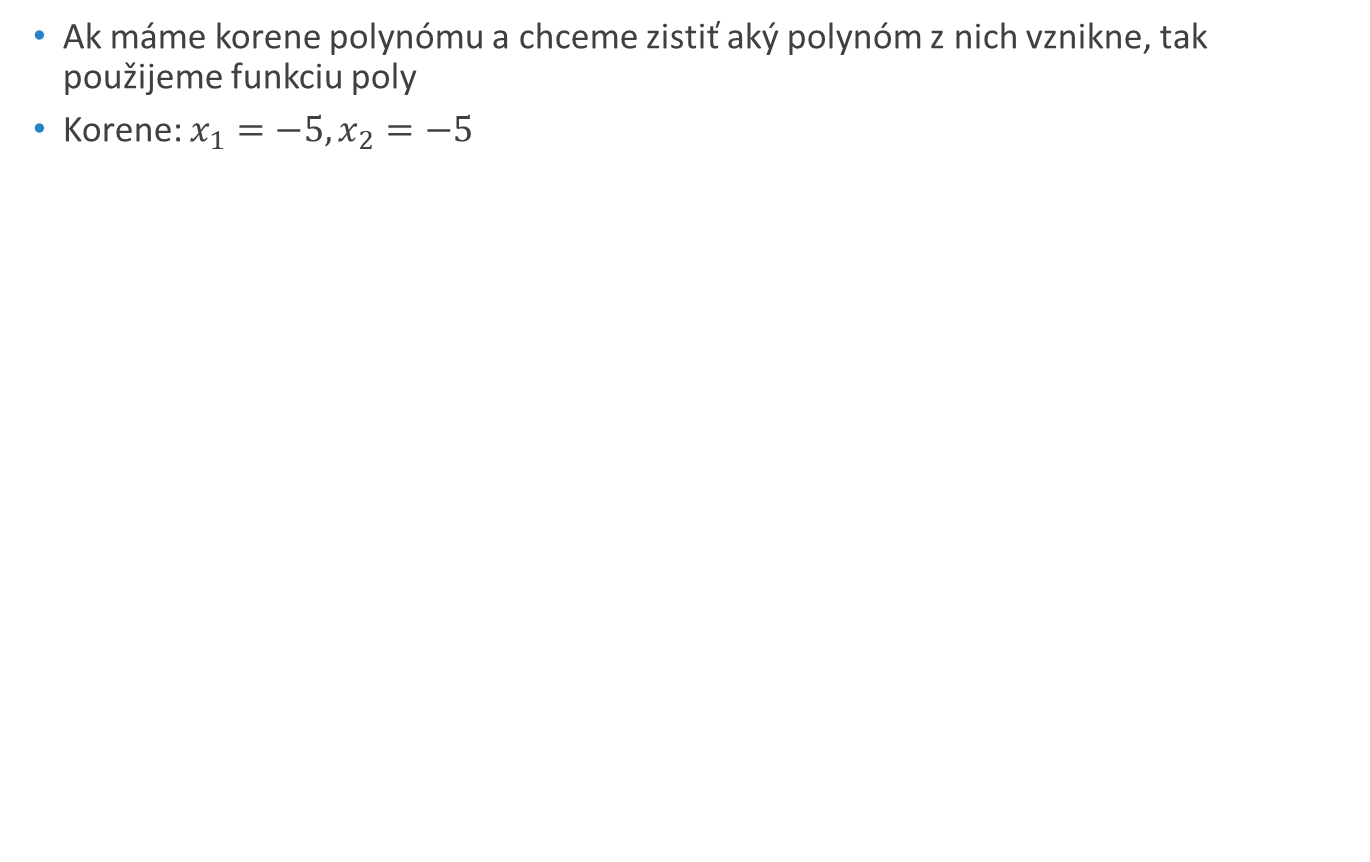 • Ak máme korene polynómu a chceme zistiť aký polynóm z nich vznikne, tak
použijeme funkciu poly
• Korene: x₁ = −5, x₂ = −5